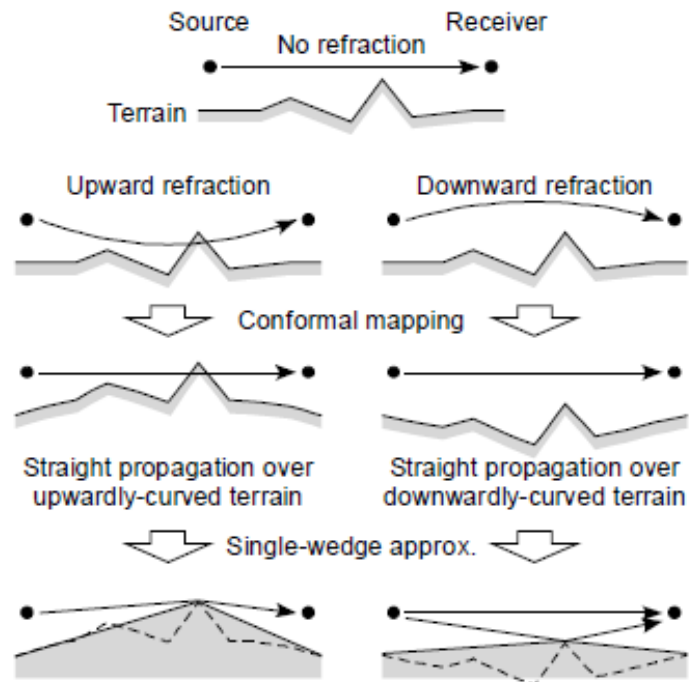 Source
Receiver
No refraction
Terrain
Upward refraction
Downward refraction
Conformal mapping
Straight propagation over
upwardly-curved terrain
Straight propagation over
downwardly-curved terrain
Single-wedge approx.